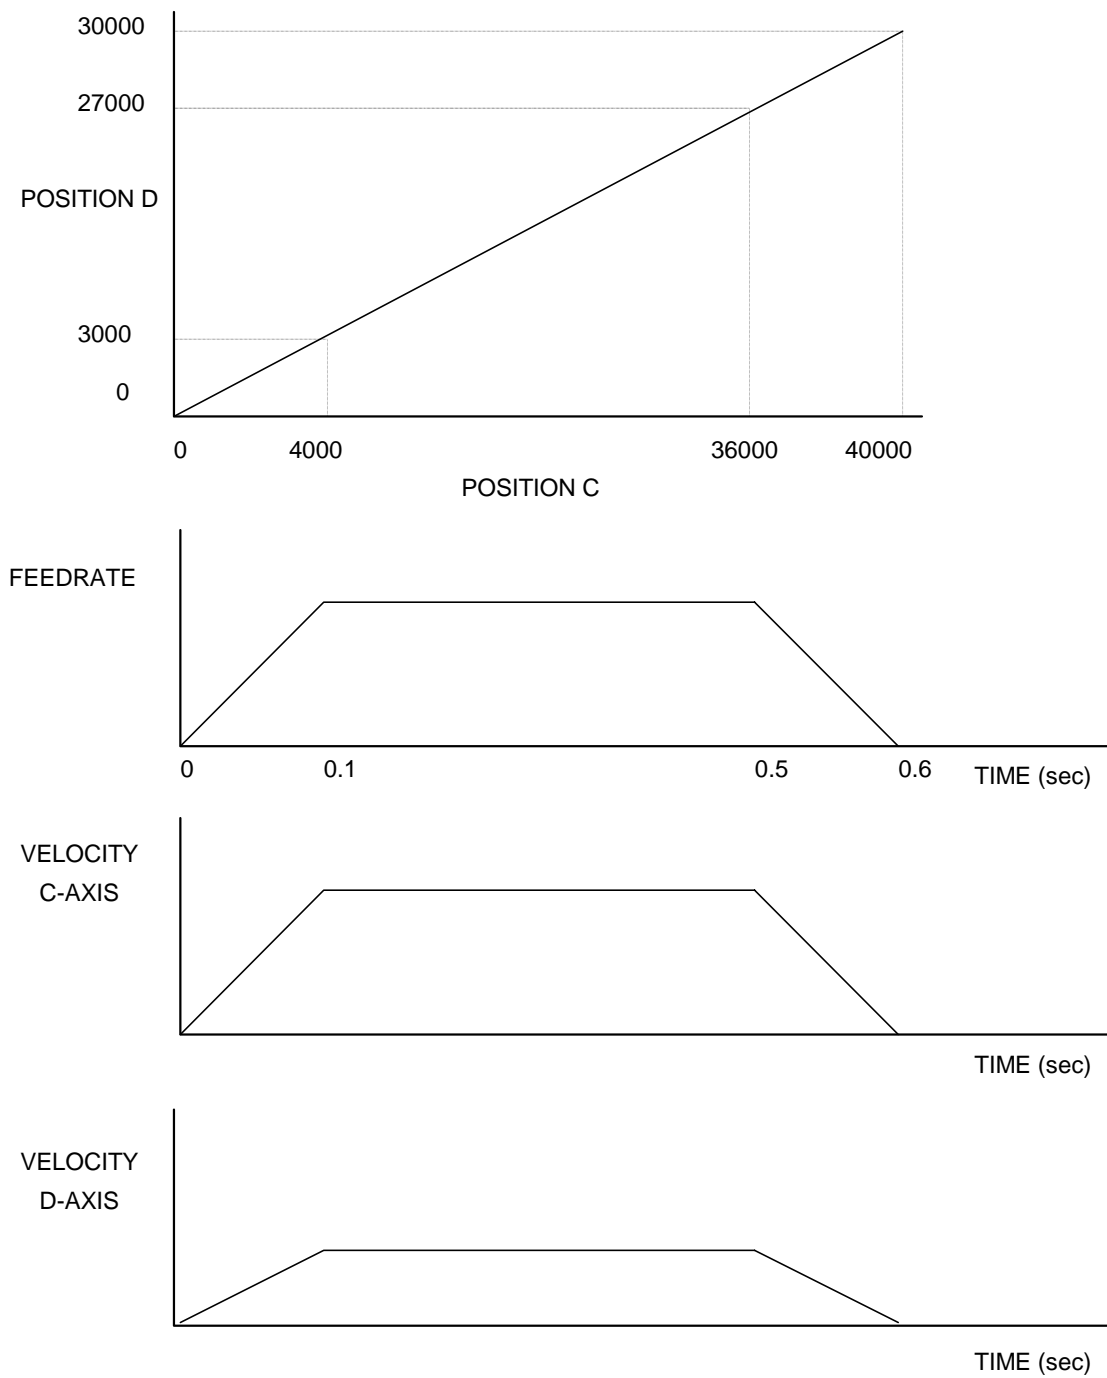 30000
27000
POSITION D
3000
0
0 4000 36000 40000
POSITION C
FEEDRATE
0 0.1 0.5 0.6 TIME (sec)
VELOCITY
C-AXIS
TIME (sec)
VELOCITY
D-AXIS
TIME (sec)